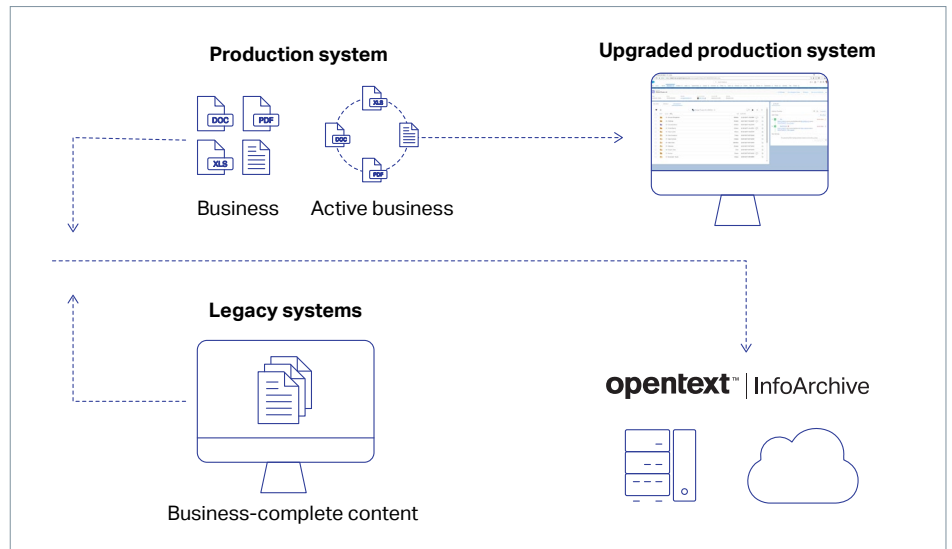 Production system
Upgraded production system
DOC
PDF
XLS
XLS
DOC
PDF
Business
Active business
Legacy systems
opentext™ | InfoArchive
Business-complete content